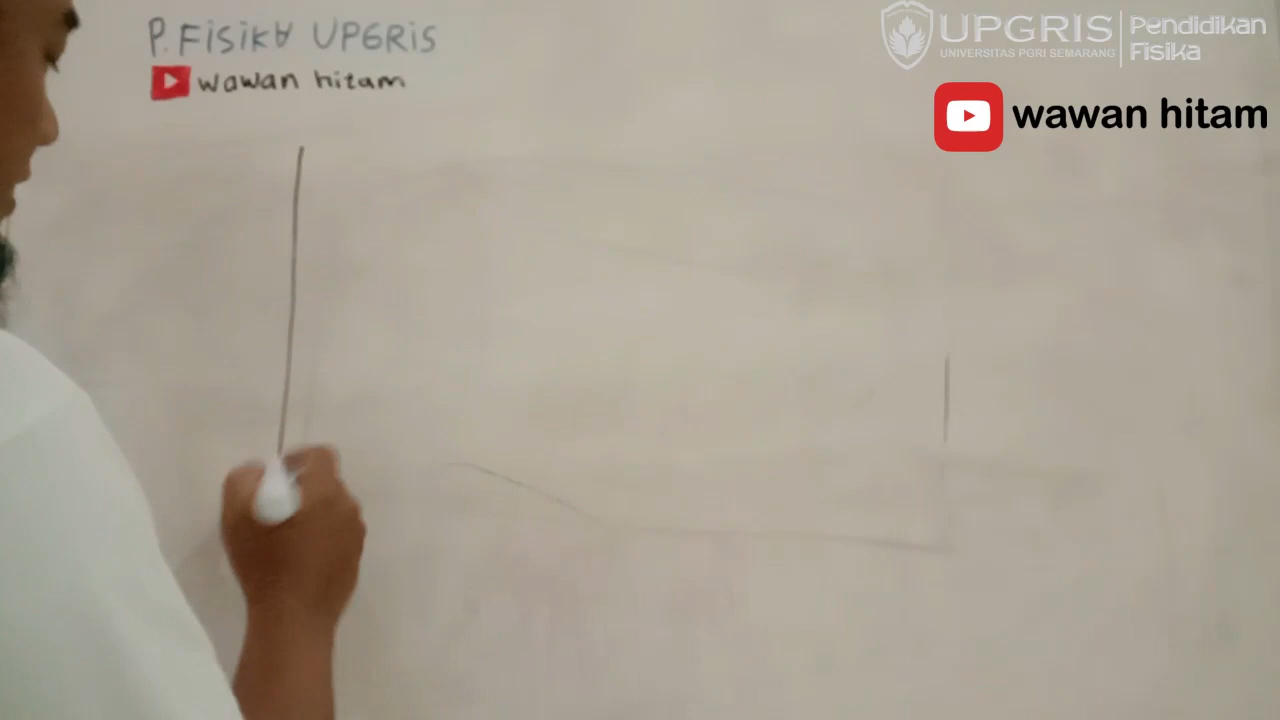 P. FisikA UPGRiS
wawan hitam
UPGRIS
UNIVERSITAS PGRI SEMARANG
Pendidikan
Fisika
wawan hitam